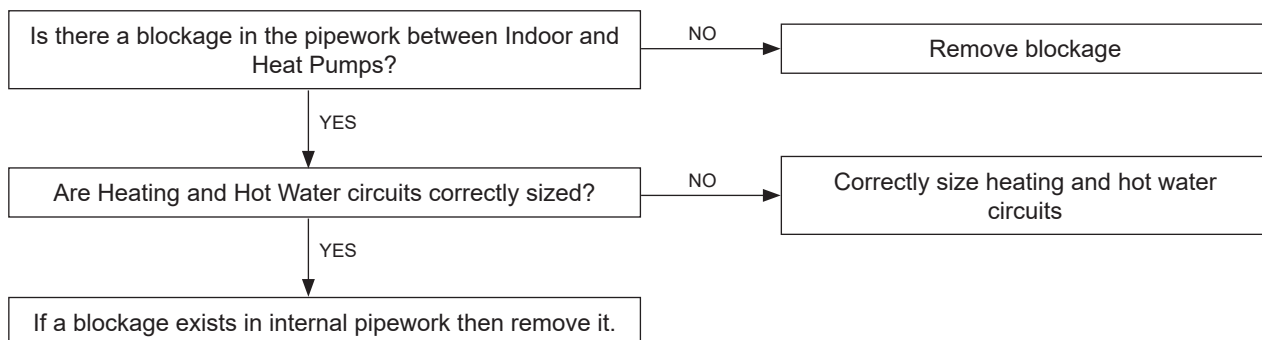 Is there a blockage in the pipework between Indoor and
Heat Pumps?
NO
Remove blockage
YES
Are Heating and Hot Water circuits correctly sized?
NO
Correctly size heating and hot water
circuits
YES
If a blockage exists in internal pipework then remove it.